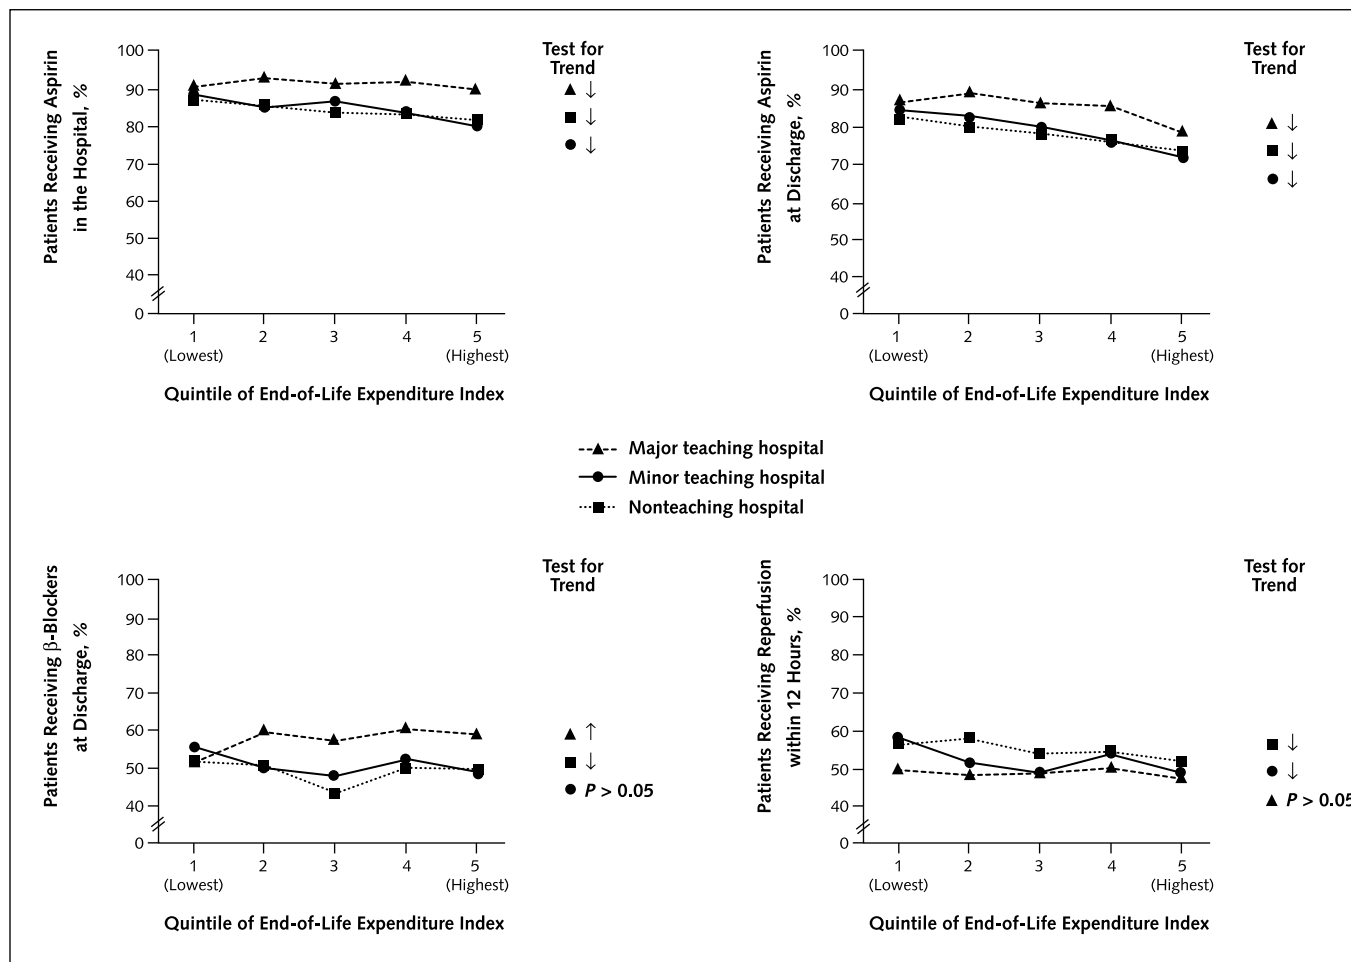 Patients Receiving Aspirin
in the Hospital, %
100
90
80
70
60
50
40
0
1 2 3 4 5
(Lowest) (Highest)
Quintile of End-of-Life Expenditure Index
Test for
Trend
▲ ↓
■ ↓
● ↓
Patients Receiving Aspirin
at Discharge, %
100
90
80
70
60
50
40
0
1 2 3 4 5
(Lowest) (Highest)
Quintile of End-of-Life Expenditure Index
Test for
Trend
▲ ↓
■ ↓
● ↓
Major teaching hospital
Minor teaching hospital
Nonteaching hospital
Patients Receiving β-Blockers
at Discharge, %
100
90
80
70
60
50
40
0
1 2 3 4 5
(Lowest) (Highest)
Quintile of End-of-Life Expenditure Index
Test for
Trend
▲ ↑
■ ↓
● P > 0.05
Patients Receiving Reperfusion
within 12 Hours, %
100
90
80
70
60
50
40
0
1 2 3 4 5
(Lowest) (Highest)
Quintile of End-of-Life Expenditure Index
Test for
Trend
■ ↓
● ↓
▲ P > 0.05